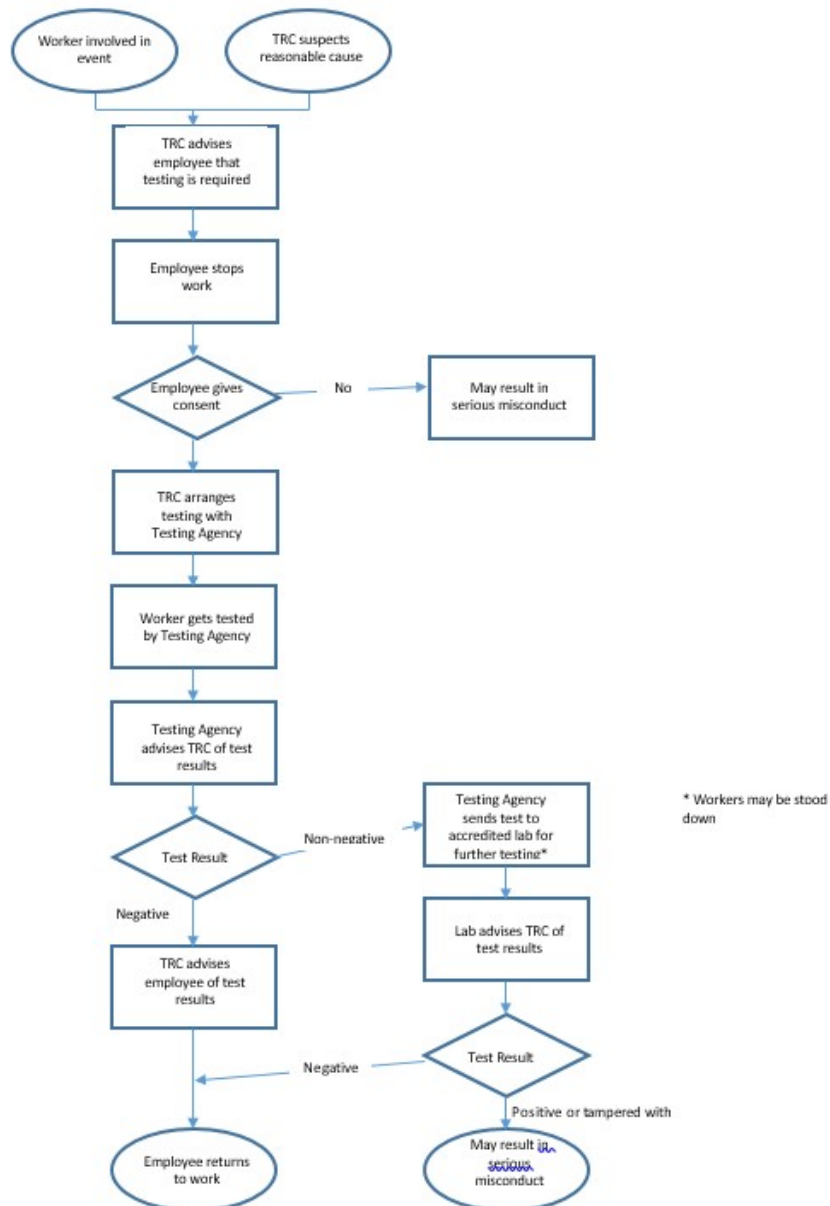 Worker involved in
event
TRC suspects
reasonable cause
TRC advises
employee that
testing is required
Employee stops
work
Employee gives
consent
No
May result in
serious misconduct
TRC arranges
testing with
Testing Agency
Worker gets tested
by Testing Agency
Testing Agency
advises TRC of test
results
Test Result
Non-negative
Testing Agency
sends test to
accredited lab for
further testing*
* Workers may be stood
down
Negative
Lab advises TRC of
test results
TRC advises
employee of test
results
Test Result
Negative
Positive or tampered with
Employee returns
to work
May result in
serious
misconduct